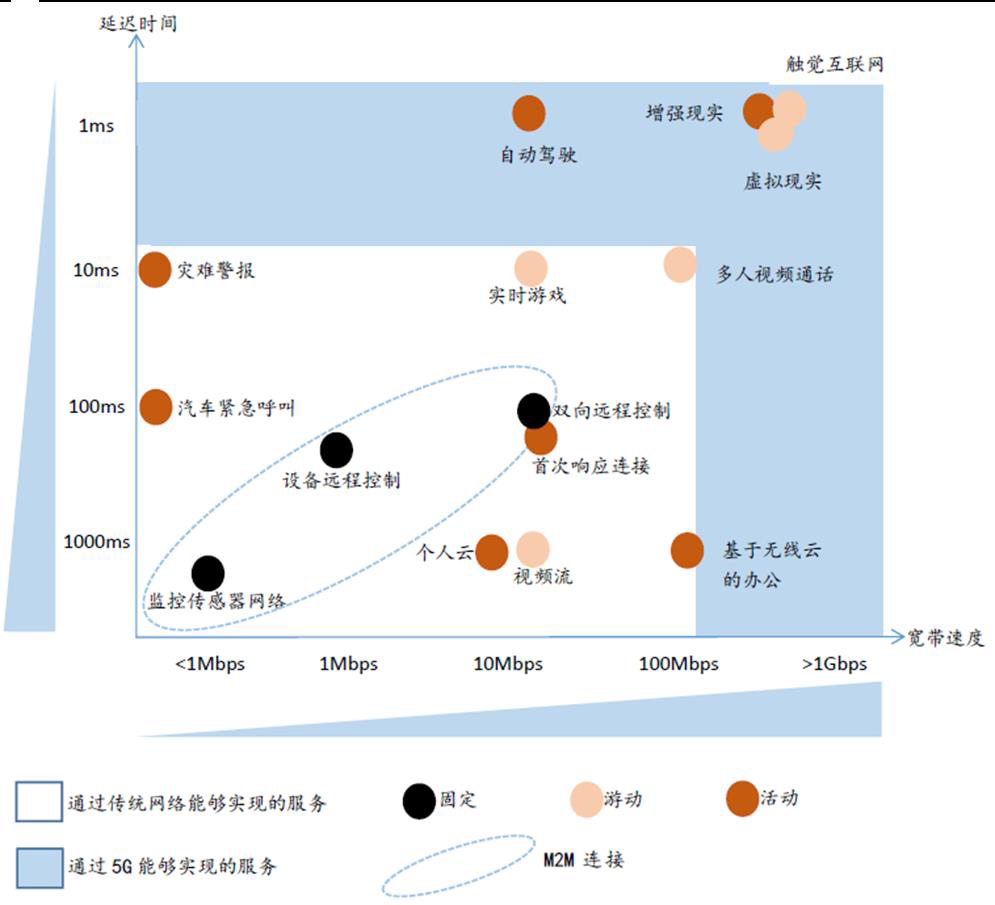 延迟时间
触觉互联网
1ms
增强现实
自动驾驶
虚拟现实
10ms
灾难警报
实时游戏
多人视频通话
100ms
汽车紧急呼叫
双向远程控制
首次响应连接
设备远程控制
1000ms
个人云
视频流
基于无线云
的办公
监控传感器网络
宽带速度
<1Mbps
1Mbps
10Mbps
100Mbps
>1Gbps
通过传统网络能够实现的服务
固定
游动
活动
通过5G能够实现的服务
M2M 连接